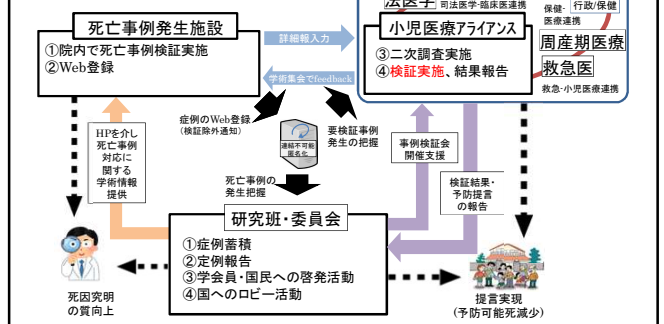 法医学
司法医学・臨床医連携
保健・
医療連携
行政/保健
死亡事例発生施設
①院内で死亡事例検証実施
②Web登録
詳細報入力
学術集会でfeedback
小児医療アライアンス
③二次調査実施
④検証実施、結果報告
周産期医療
救急医
救急・小児医療連携
症例のWeb登録
(検証除外通知)
連結不可能
匿名化
要検証事例
発生の把握
HPを介し
死亡事例
対応に
関する
学術情報
提供
死亡事例の
発生把握
事例検証会
開催支援
検証結果・
予防提言
の報告
研究班・委員会
①症例蓄積
②定例報告
③学会員・国民への啓発活動
④国へのロビー活動
死因究明
の質向上
提言実現
(予防可能死減少)